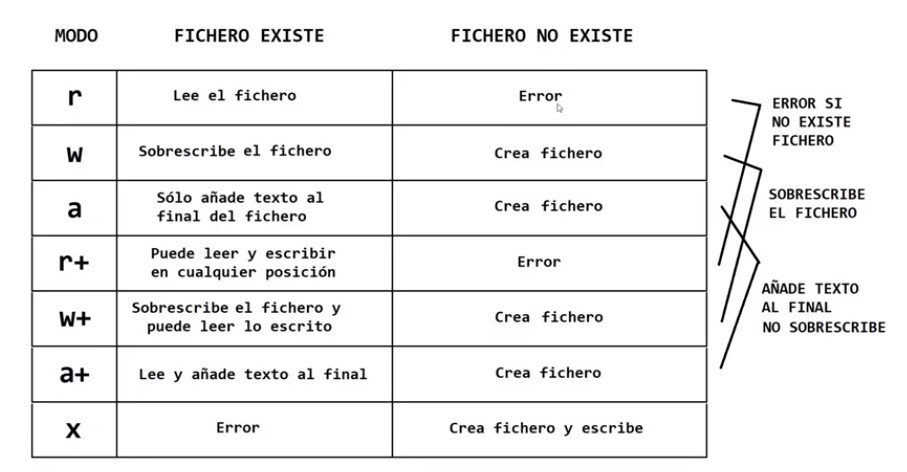 MODO FICHERO EXISTE FICHERO NO EXISTE
r Lee el fichero Error
w Sobrescribe el fichero Crea fichero
a Sólo añade texto al
final del fichero Crea fichero
r+ Puede leer y escribir
en cualquier posición Error
w+ Sobrescribe el fichero y
puede leer lo escrito Crea fichero
a+ Lee y añade texto al final Crea fichero
x Error Crea fichero y escribe
ERROR SI
NO EXISTE
FICHERO
SOBRESCRIBE
EL FICHERO
AÑADE TEXTO
AL FINAL
NO SOBRESCRIBE